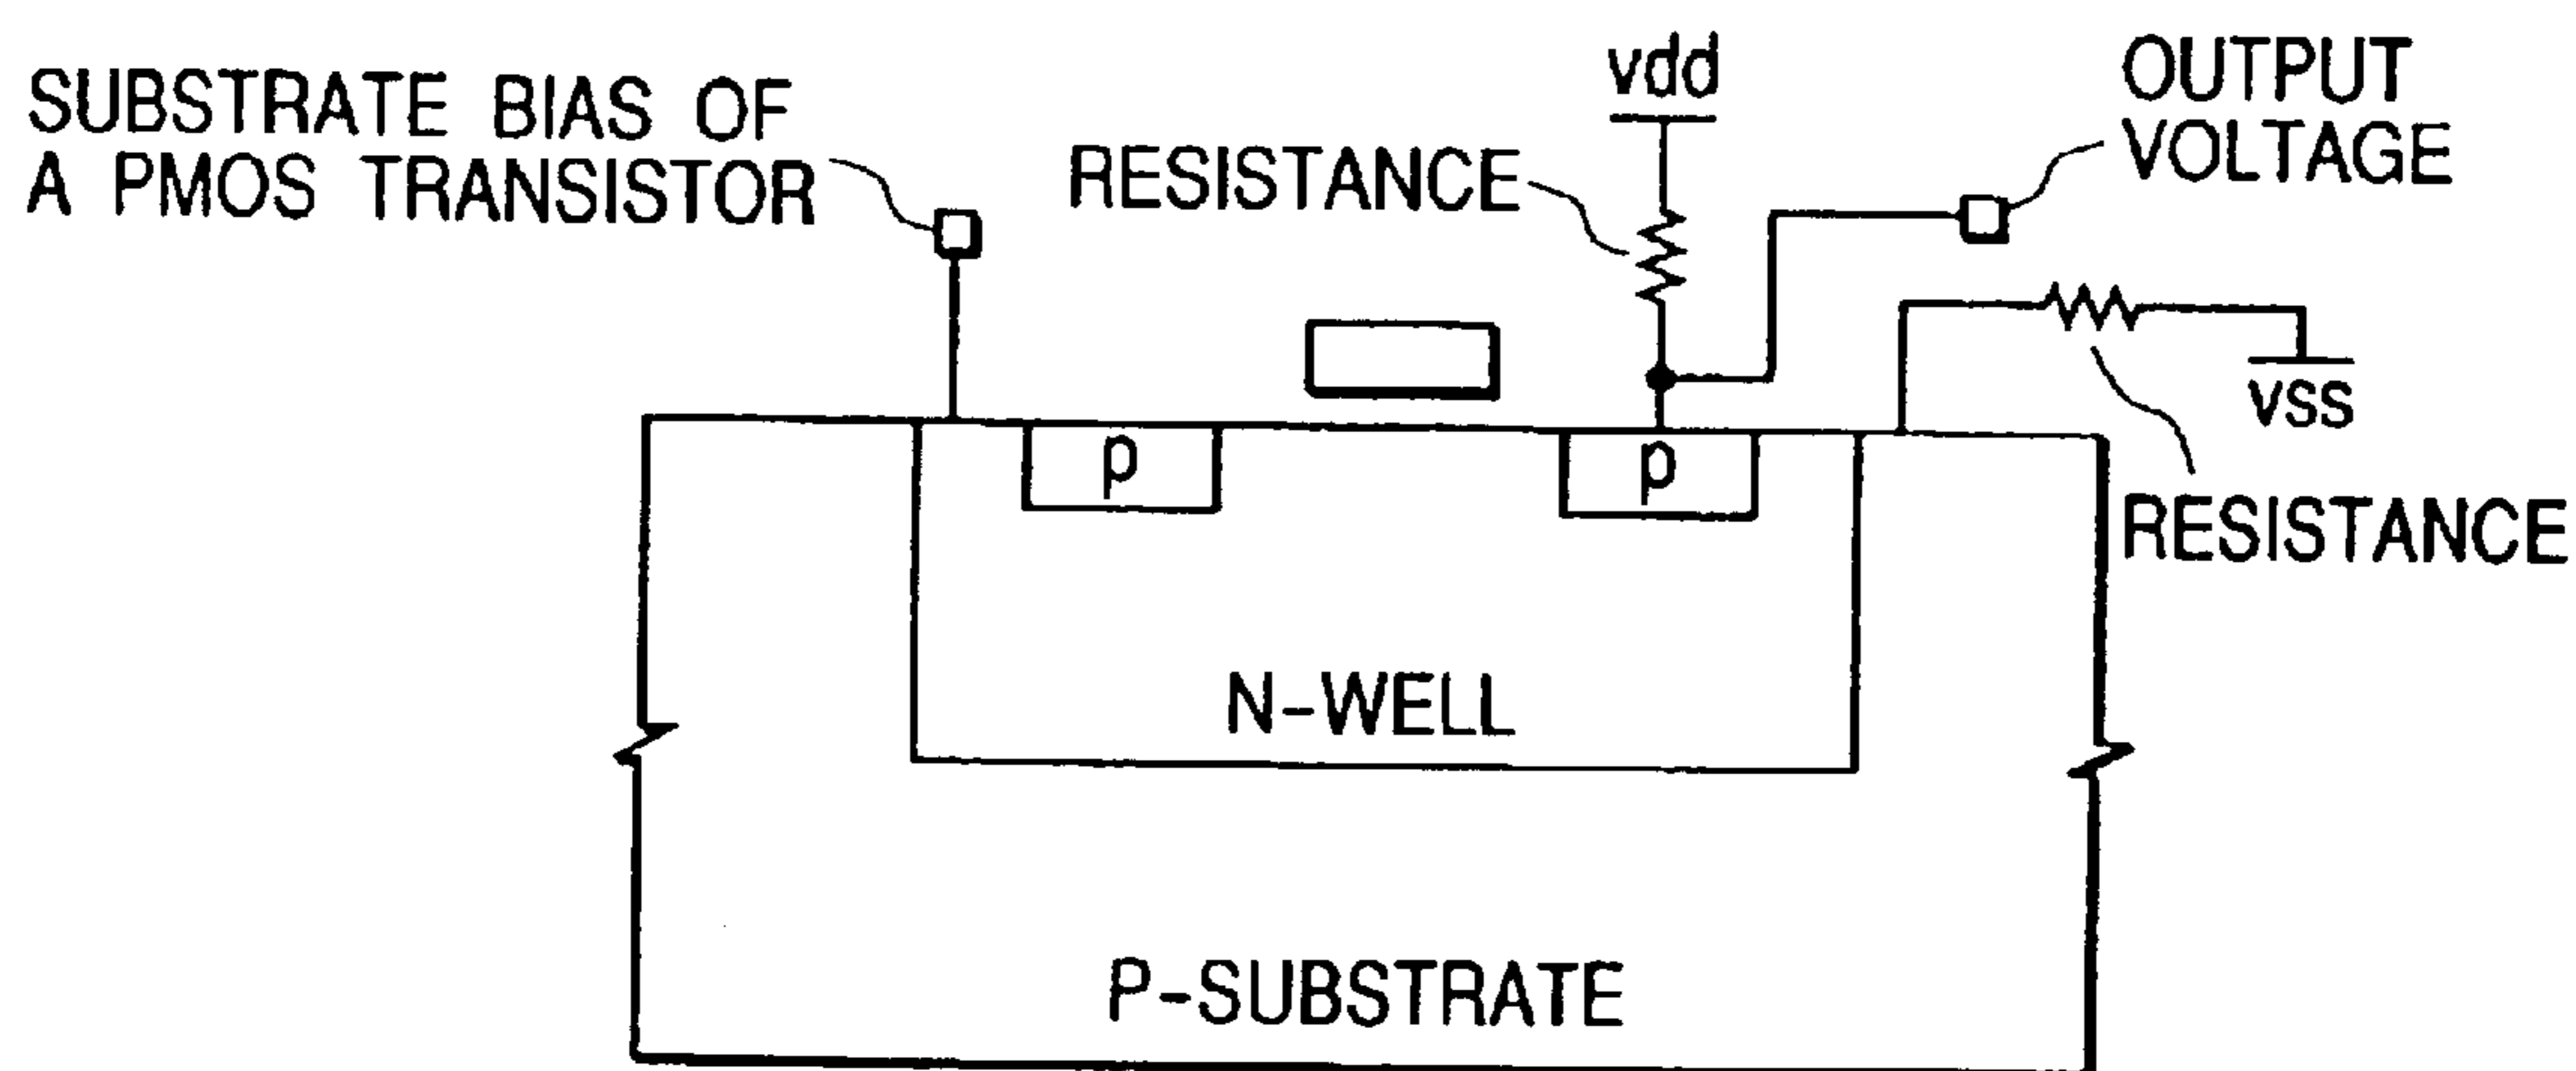 SUBSTRATE BIAS OF
A PMOS TRANSISTOR
RESISTANCE
vdd
OUTPUT
VOLTAGE
vss
RESISTANCE
p
p
N-WELL
P-SUBSTRATE